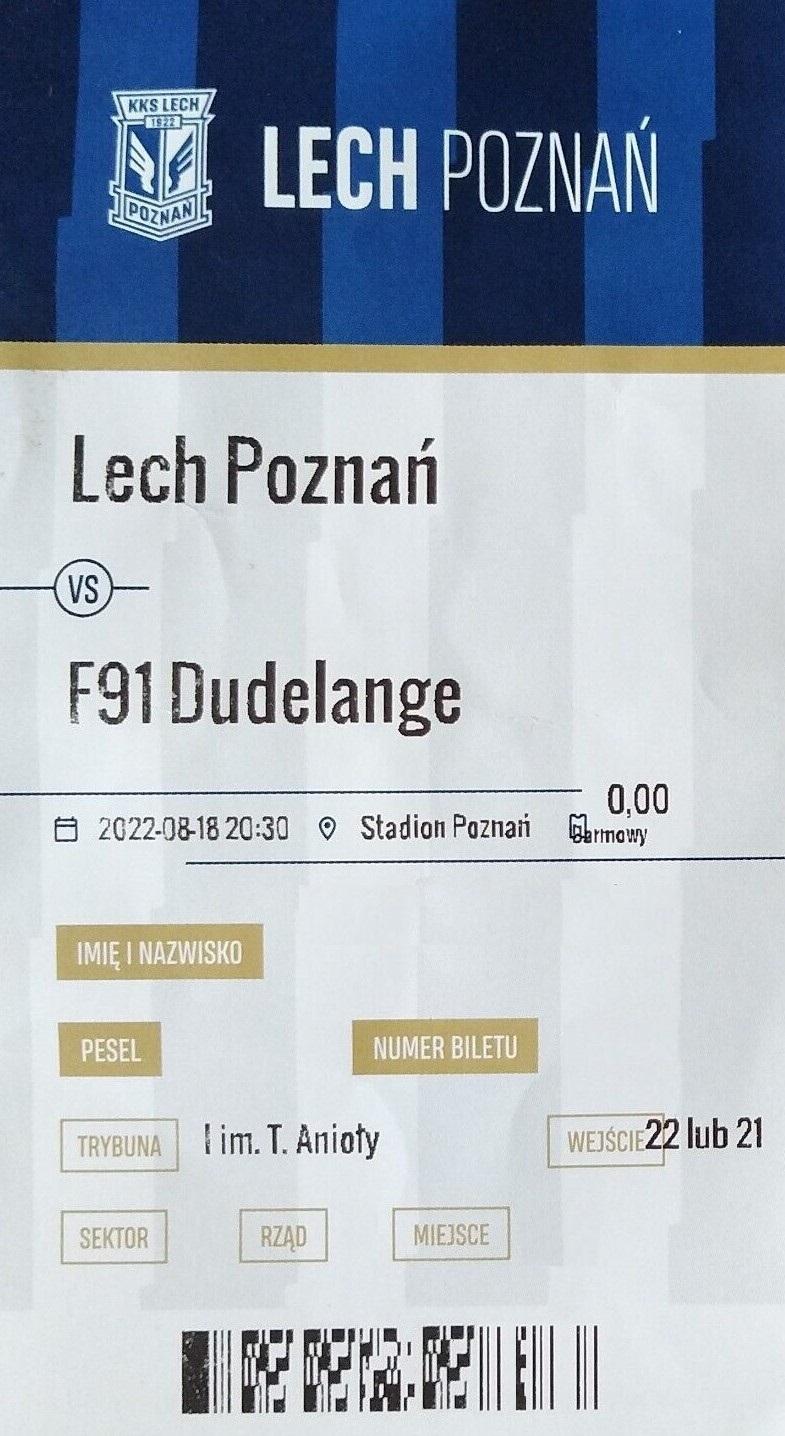 KKS LECH
1922
POZNAŃ
LECH POZNAŃ
Lech Poznań
VS
F91 Dudelange
0,00
2022-08-18 20:30 Stadion Poznań Darmowy
IMIĘ I NAZWISKO
PESEL NUMER BILETU
TRYBUNA I im. T. Anioły WEJŚCIE 22 lub 21
SEKTOR RZĄD MIEJSCE